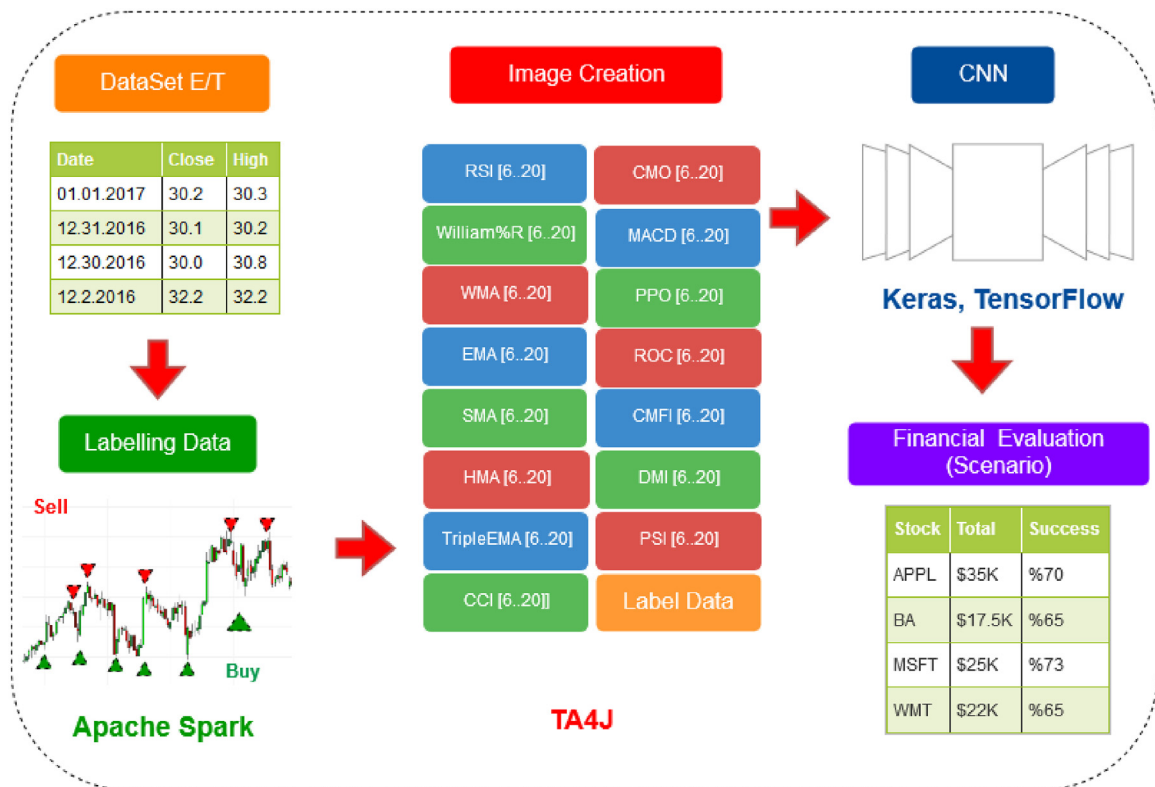 DataSet E/T
Date Close High
01.01.2017 30.2 30.3
12.31.2016 30.1 30.2
12.30.2016 30.0 30.8
12.2.2016 32.2 32.2
Labelling Data
Sell
Buy
Apache Spark
Image Creation
RSI [6..20] CMO [6..20]
William%R [6..20] MACD [6..20]
WMA [6..20] PPO [6..20]
EMA [6..20] ROC [6..20]
SMA [6..20] CMFI [6..20]
HMA [6..20] DMI [6..20]
TripleEMA [6..20] PSI [6..20]
CCI [6..20]] Label Data
TA4J
CNN
Keras, TensorFlow
Financial Evaluation
(Scenario)
Stock Total Success
APPL $35K %70
BA $17.5K %65
MSFT $25K %73
WMT $22K %65